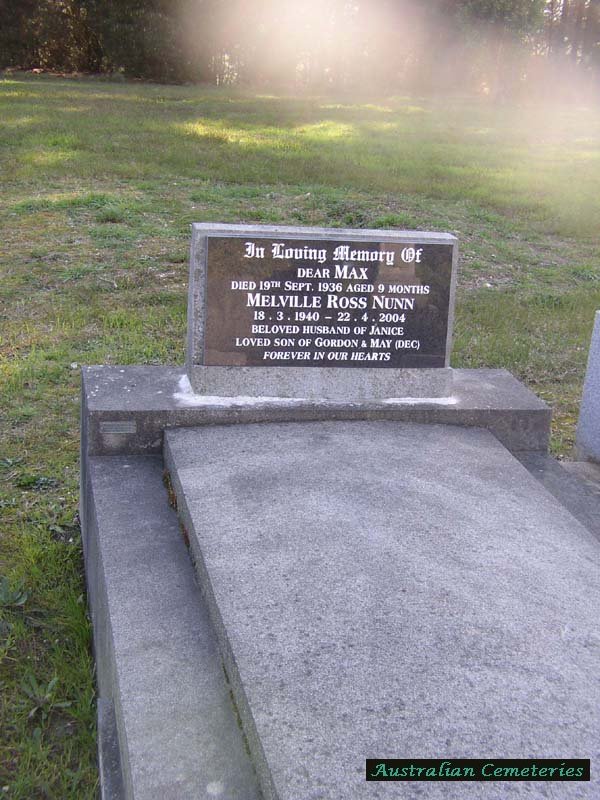 In Loving Memory Of
DEAR MAX
DIED 19TH SEPT. 1936 AGED 9 MONTHS
MELVILLE ROSS NUNN
18 . 3 . 1940 – 22 . 4 . 2004
BELOVED HUSBAND OF JANICE
LOVED SON OF GORDON & MAY (DEC)
FOREVER IN OUR HEARTS
Australian Cemeteries